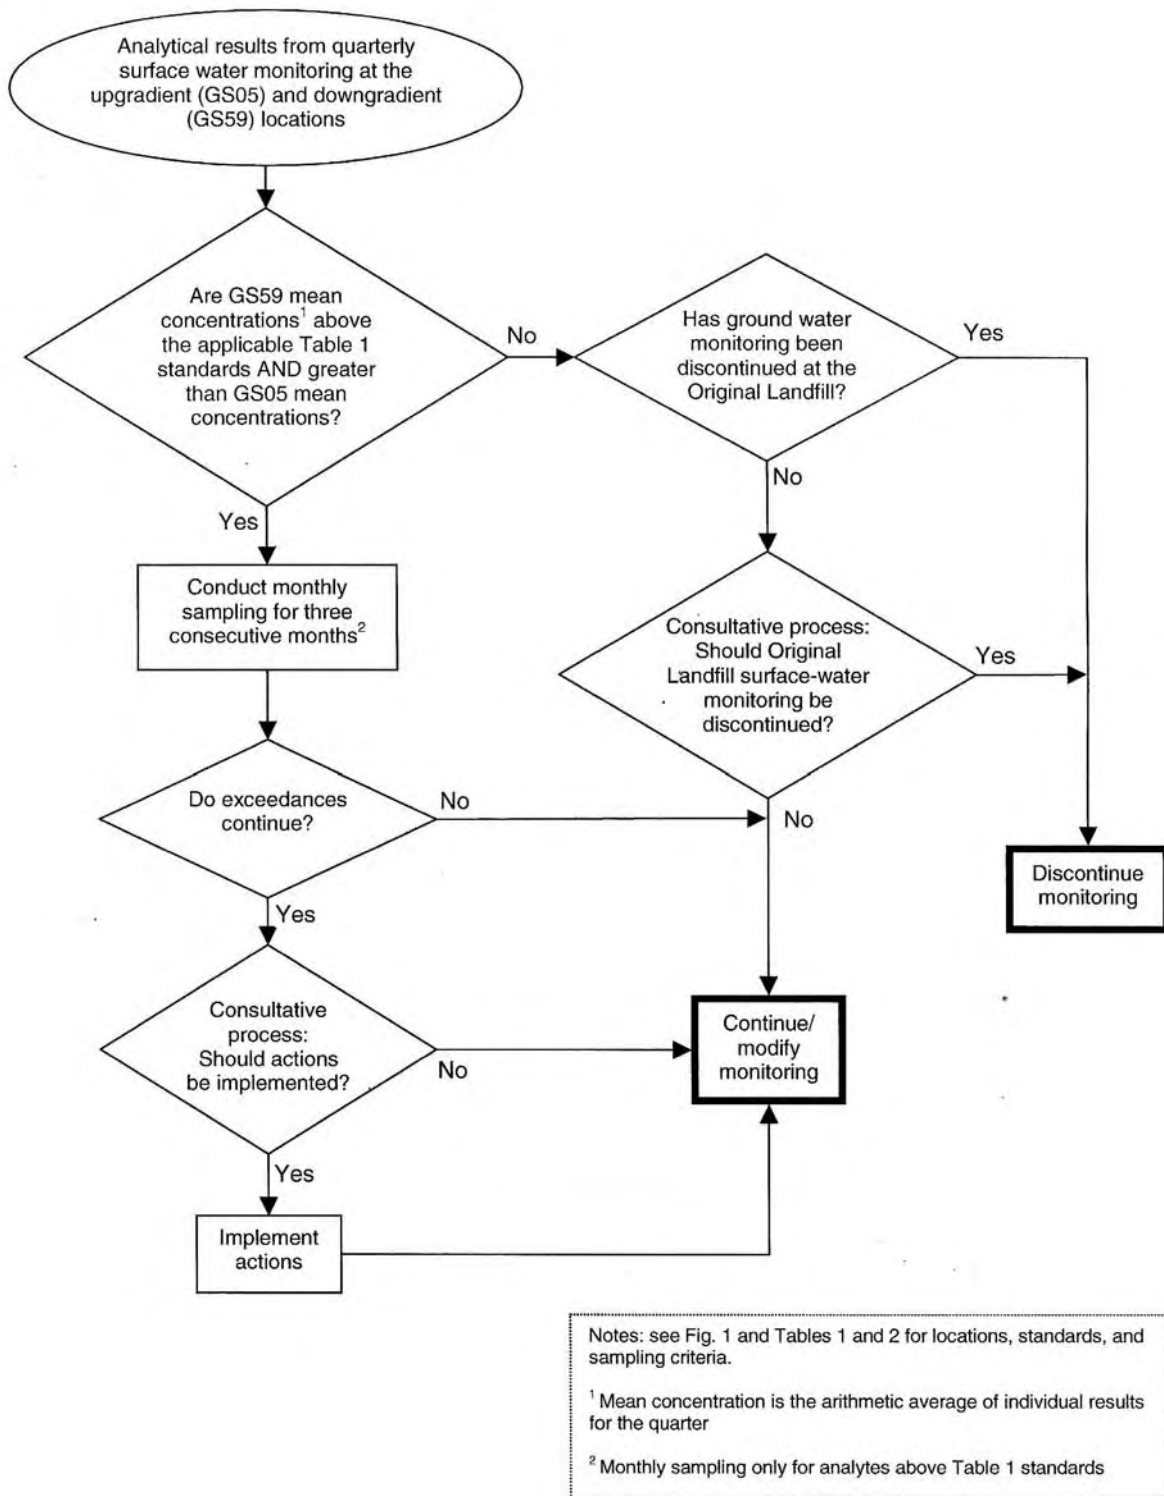 Analytical results from quarterly
surface water monitoring at the
upgradient (GS05) and downgradient
(GS59) locations
Are GS59 mean
concentrations¹ above
the applicable Table 1
standards AND greater
than GS05 mean
concentrations?
No
Has ground water
monitoring been
discontinued at the
Original Landfill?
Yes
No
Yes
Conduct monthly
sampling for three
consecutive months²
Consultative process:
Should Original
Landfill surface-water
monitoring be
discontinued?
Yes
No
Do exceedances
continue?
No
Yes
Discontinue
monitoring
Consultative
process:
Should actions
be implemented?
No
Continue/
modify
monitoring
Yes
Implement
actions
Notes: see Fig. 1 and Tables 1 and 2 for locations, standards, and
sampling criteria.
¹ Mean concentration is the arithmetic average of individual results
for the quarter
² Monthly sampling only for analytes above Table 1 standards